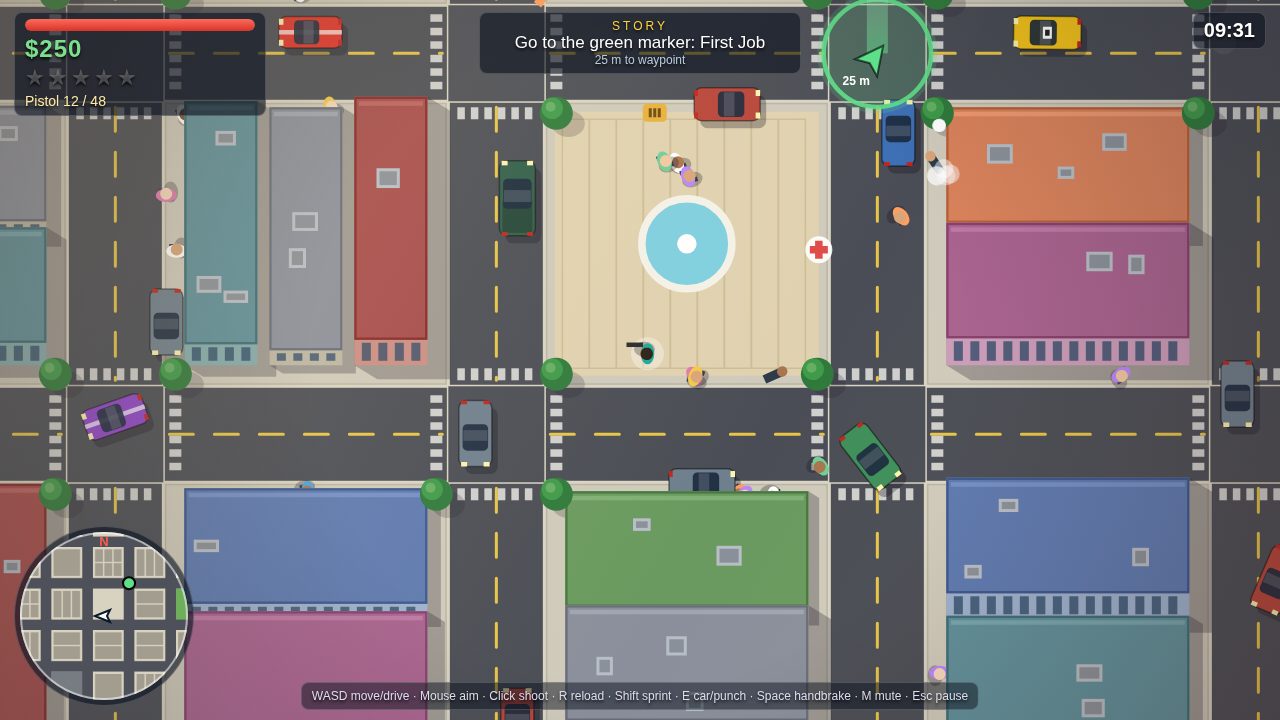 $250
Pistol 12 / 48
STORY
Go to the green marker: First Job
25 m to waypoint
25 m
09:31
N
WASD move/drive · Mouse aim · Click shoot · R reload · Shift sprint · E car/punch · Space handbrake · M mute · Esc pause